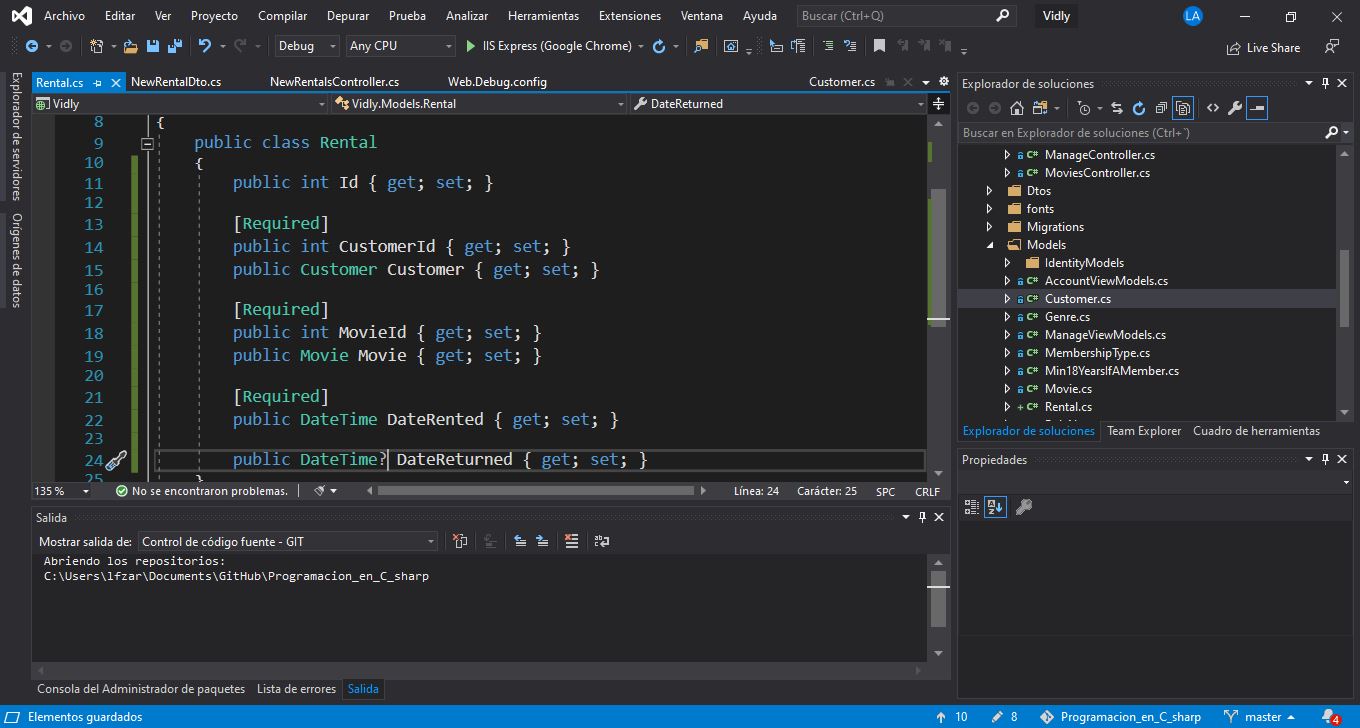 Archivo Editar Ver Proyecto Compilar Depurar Prueba Analizar Herramientas Extensiones Ventana Ayuda Buscar (Ctrl+Q) Vidly LA
Debug Any CPU IIS Express (Google Chrome) Live Share
Explorador de servidores
Orígenes de datos
Rental.cs NewRentalDto.cs NewRentalsController.cs Web.Debug.config Customer.cs
Vidly Vidly.Models.Rental DateReturned
8 {
9 public class Rental
10 {
11 public int Id { get; set; }
12
13 [Required]
14 public int CustomerId { get; set; }
15 public Customer Customer { get; set; }
16
17 [Required]
18 public int MovieId { get; set; }
19 public Movie Movie { get; set; }
20
21 [Required]
22 public DateTime DateRented { get; set; }
23
24 public DateTime? DateReturned { get; set; }
25 }
135 % No se encontraron problemas. Línea: 24 Carácter: 25 SPC CRLF
Salida
Mostrar salida de: Control de código fuente - GIT
Abriendo los repositorios:
C:\Users\lfzar\Documents\GitHub\Programacion_en_C_sharp
Consola del Administrador de paquetes Lista de errores Salida
Explorador de soluciones
Buscar en Explorador de soluciones (Ctrl+`)
C# ManageController.cs
C# MoviesController.cs
Dtos
fonts
Migrations
Models
IdentityModels
C# AccountViewModels.cs
C# Customer.cs
C# Genre.cs
C# ManageViewModels.cs
C# MembershipType.cs
C# Min18YearsIfAMember.cs
C# Movie.cs
+ C# Rental.cs
Explorador de soluciones Team Explorer Cuadro de herramientas
Propiedades
Elementos guardados 10 8 Programacion_en_C_sharp master 4